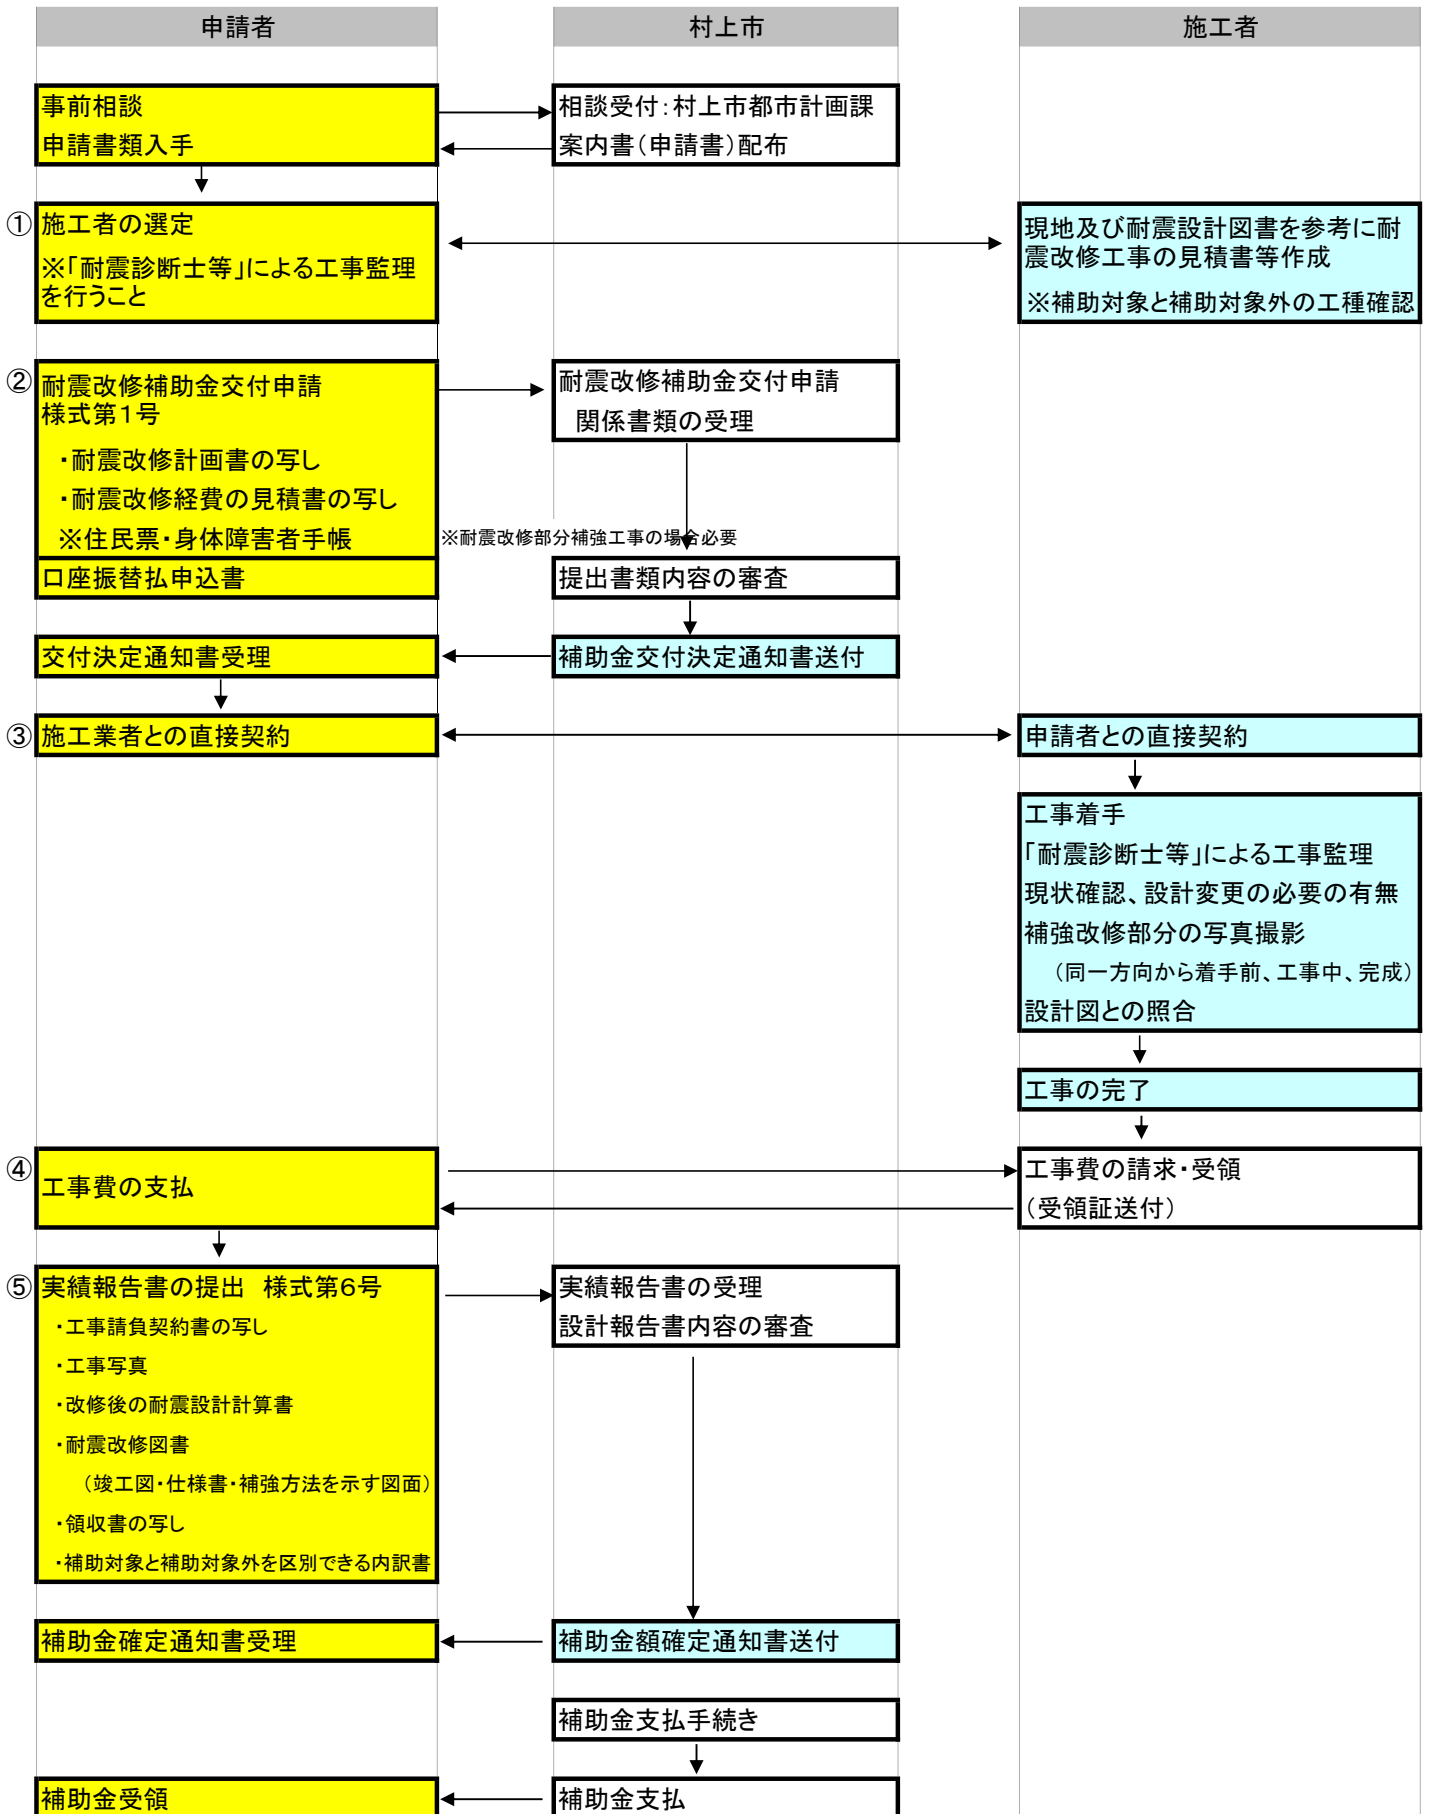 申請者
村上市
施工者
事前相談
申請書類入手
相談受付：村上市都市計画課
案内書（申請書）配布
①
施工者の選定
※「耐震診断士等」による工事監理
を行うこと
現地及び耐震設計図書を参考に耐
震改修工事の見積書等作成
※補助対象と補助対象外の工種確認
②
耐震改修補助金交付申請
様式第１号
・耐震改修計画書の写し
・耐震改修経費の見積書の写し
※住民票・身体障害者手帳
※耐震改修部分補強工事の場合必要
口座振替払申込書
耐震改修補助金交付申請
関係書類の受理
提出書類内容の審査
交付決定通知書受理
補助金交付決定通知書送付
③
施工業者との直接契約
申請者との直接契約
工事着手
「耐震診断士等」による工事監理
現状確認、設計変更の必要の有無
補強改修部分の写真撮影
（同一方向から着手前、工事中、完成）
設計図との照合
工事の完了
④
工事費の支払
工事費の請求・受領
（受領証送付）
⑤
実績報告書の提出　様式第６号
・工事請負契約書の写し
・工事写真
・改修後の耐震設計計算書
・耐震改修図書
（竣工図・仕様書・補強方法を示す図面）
・領収書の写し
・補助対象と補助対象外を区別できる内訳書
実績報告書の受理
設計報告書内容の審査
補助金確定通知書受理
補助金額確定通知書送付
補助金支払手続き
補助金受領
補助金支払